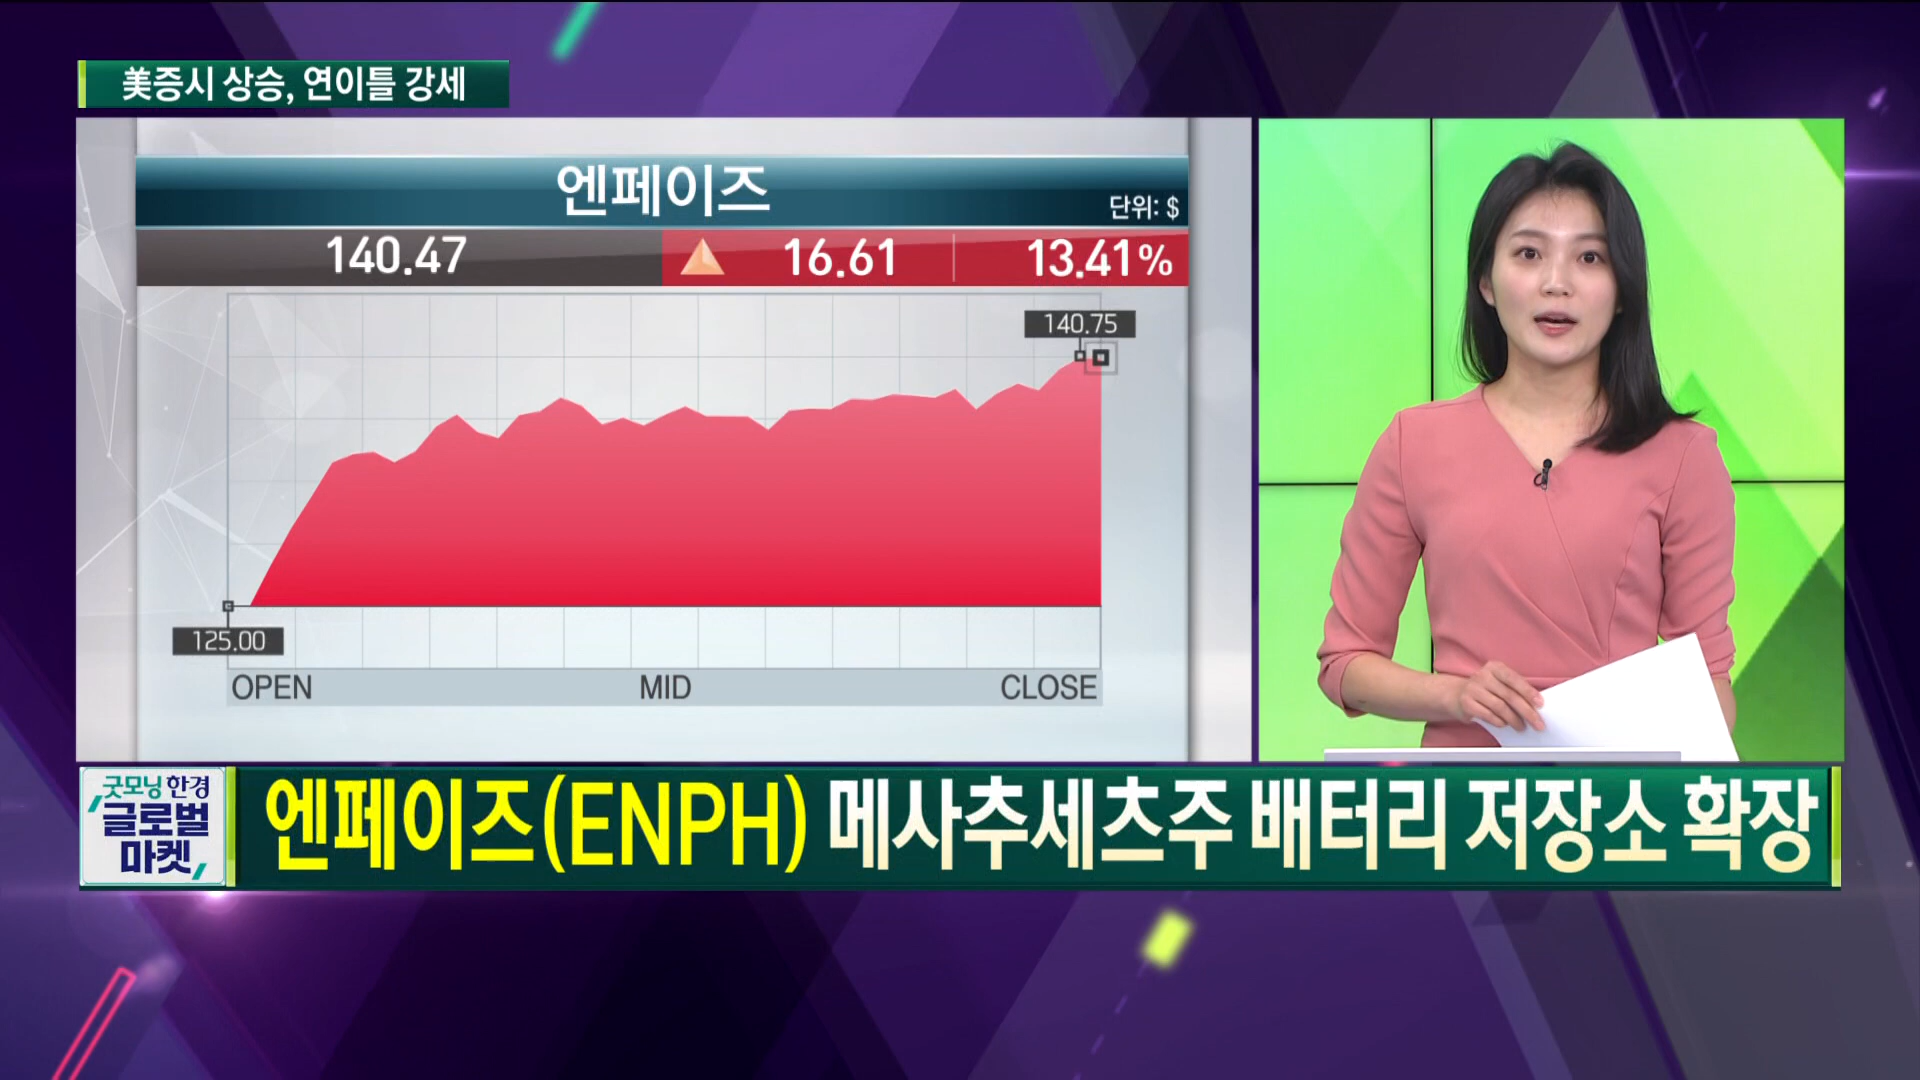 美증시 상승, 연이틀 강세
엔페이즈
단위: $
140.47 16.61 13.41%
140.75
125.00
OPEN MID CLOSE
굿모닝 한경
글로벌
마켓
엔페이즈(ENPH) 메사추세츠주 배터리 저장소 확장